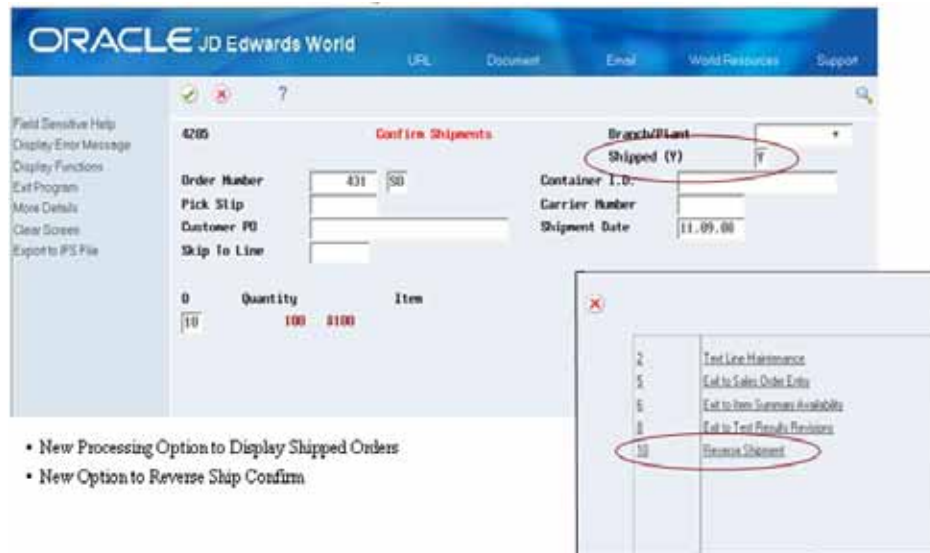 ORACLE JD Edwards World
URL Document Email World Resources Support
?
Field Sensitive Help
Display Error Message
Display Functions
Exit Program
More Details
Clear Screen
Export to IFS File
4205 Confirm Shipments Branch/Plant *
Shipped (Y) Y
Order Number 431 SO Container I.D.
Pick Slip Carrier Number
Customer PO Shipment Date 11.09.08
Skip To Line
O Quantity Item
10 100 8100
2 Text Line Maintenance
5 Exit to Sales Order Entry
6 Exit to Item Summary Availability
8 Exit to Test Results Revisions
10 Reverse Shipment
• New Processing Option to Display Shipped Orders
• New Option to Reverse Ship Confirm